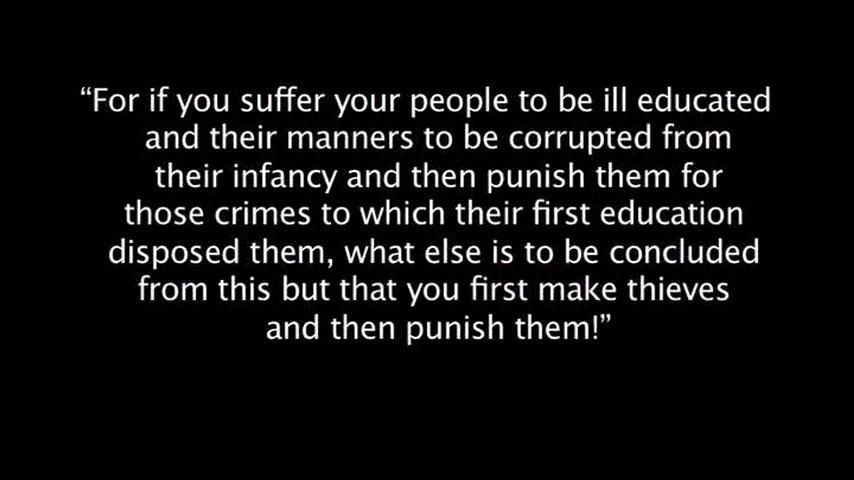 “For if you suffer your people to be ill educated
and their manners to be corrupted from
their infancy and then punish them for
those crimes to which their first education
disposed them, what else is to be concluded
from this but that you first make thieves
and then punish them!”